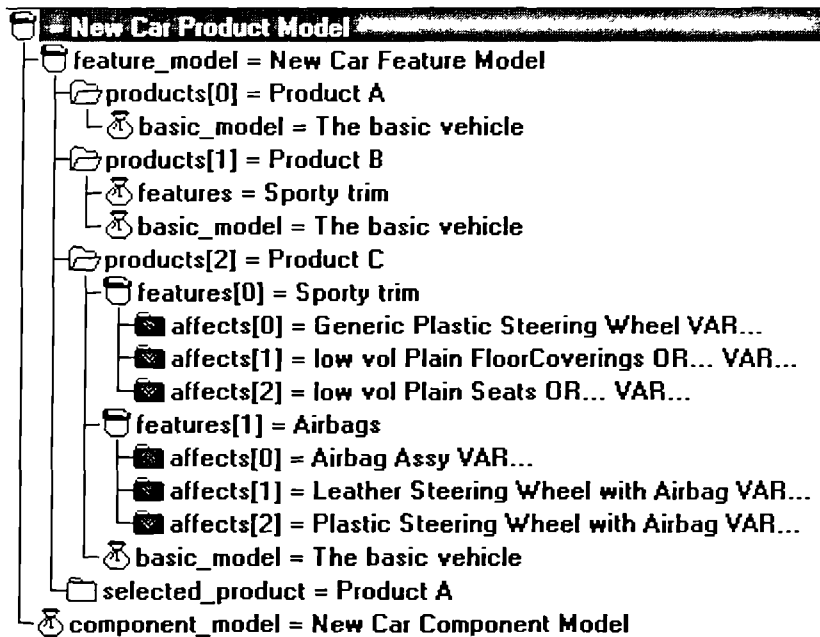 = New Car Product Model
feature_model = New Car Feature Model
products[0] = Product A
basic_model = The basic vehicle
products[1] = Product B
features = Sporty trim
basic_model = The basic vehicle
products[2] = Product C
features[0] = Sporty trim
affects[0] = Generic Plastic Steering Wheel VAR...
affects[1] = low vol Plain FloorCoverings OR... VAR...
affects[2] = low vol Plain Seats OR... VAR...
features[1] = Airbags
affects[0] = Airbag Assy VAR...
affects[1] = Leather Steering Wheel with Airbag VAR...
affects[2] = Plastic Steering Wheel with Airbag VAR...
basic_model = The basic vehicle
selected_product = Product A
component_model = New Car Component Model